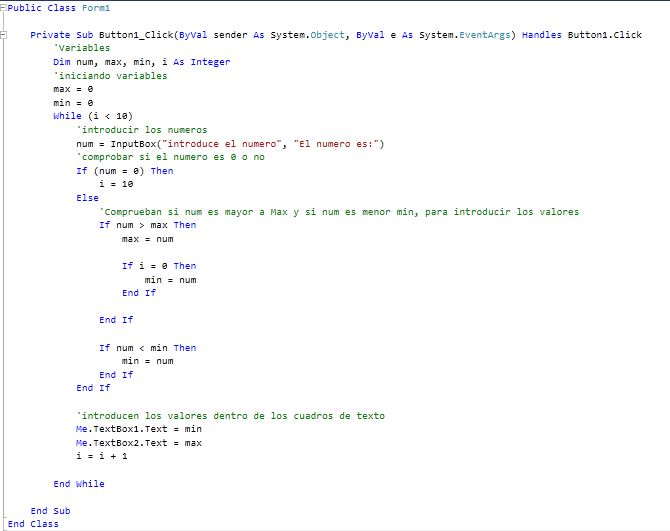 Public Class Form1
Private Sub Button1_Click(ByVal sender As System.Object, ByVal e As System.EventArgs) Handles Button1.Click
'Variables
Dim num, max, min, i As Integer
'iniciando variables
max = 0
min = 0
While (i < 10)
'introducir los numeros
num = InputBox("introduce el numero", "El numero es:")
'comprobar si el numero es 0 o no
If (num = 0) Then
i = 10
Else
'Comprueban si num es mayor a Max y si num es menor min, para introducir los valores
If num > max Then
max = num
If i = 0 Then
min = num
End If
End If
If num < min Then
min = num
End If
End If
'introducen los valores dentro de los cuadros de texto
Me.TextBox1.Text = min
Me.TextBox2.Text = max
i = i + 1
End While
End Sub
End Class